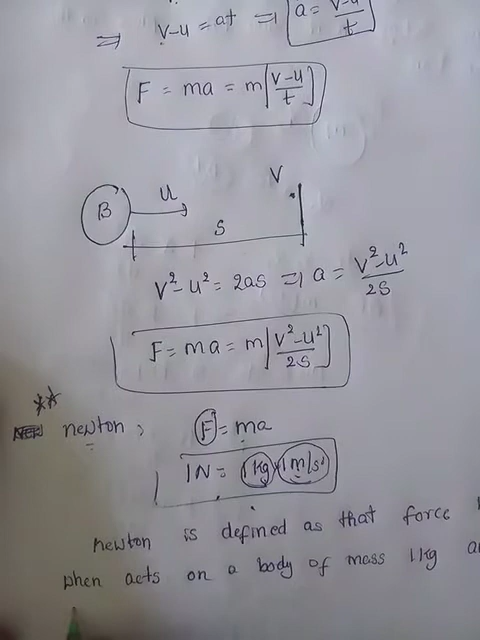 ⇒ v-u = at ⇒ a = v-u/t
F = ma = m[v-u/t]
V
u
B
S
V²-u² = 2as ⇒ a = V²-u²/2S
F = ma = m[V²-u²/2S]
**
newton : F = ma
1N = 1kg × 1m/s²
newton is defined as that force
when acts on a body of mass 1kg